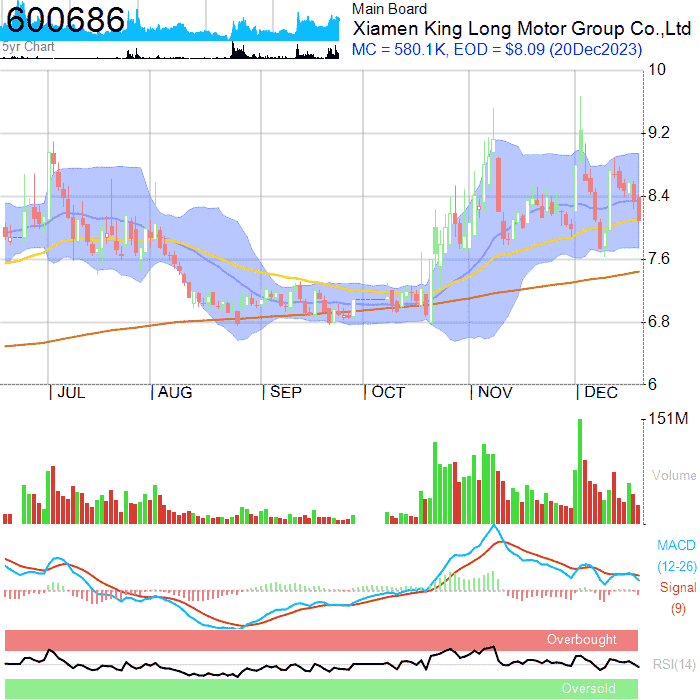 600686
5yr Chart
Main Board
Xiamen King Long Motor Group Co.,Ltd
MC = 580.1K, EOD = $8.09 (20Dec2023)
10
9.2
8.4
7.6
6.8
6
JUL AUG SEP OCT NOV DEC
151M
Volume
MACD
(12-26)
Signal
(9)
Overbought
RSI(14)
Oversold